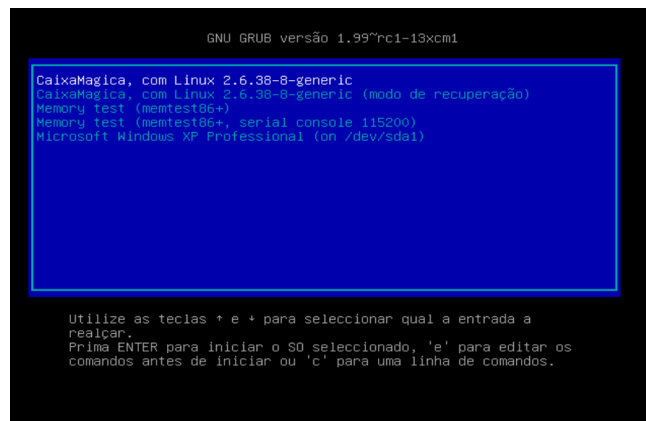 GNU GRUB versão 1.99~rc1-13xcm1
CaixaMagica, com Linux 2.6.38-8-generic
CaixaMagica, com Linux 2.6.38-8-generic (modo de recuperação)
Memory test (memtest86+)
Memory test (memtest86+, serial console 115200)
Microsoft Windows XP Professional (on /dev/sda1)
Utilize as teclas ↑ e ↓ para seleccionar qual a entrada a
realçar.
Prima ENTER para iniciar o SO seleccionado, 'e' para editar os
comandos antes de iniciar ou 'c' para uma linha de comandos.